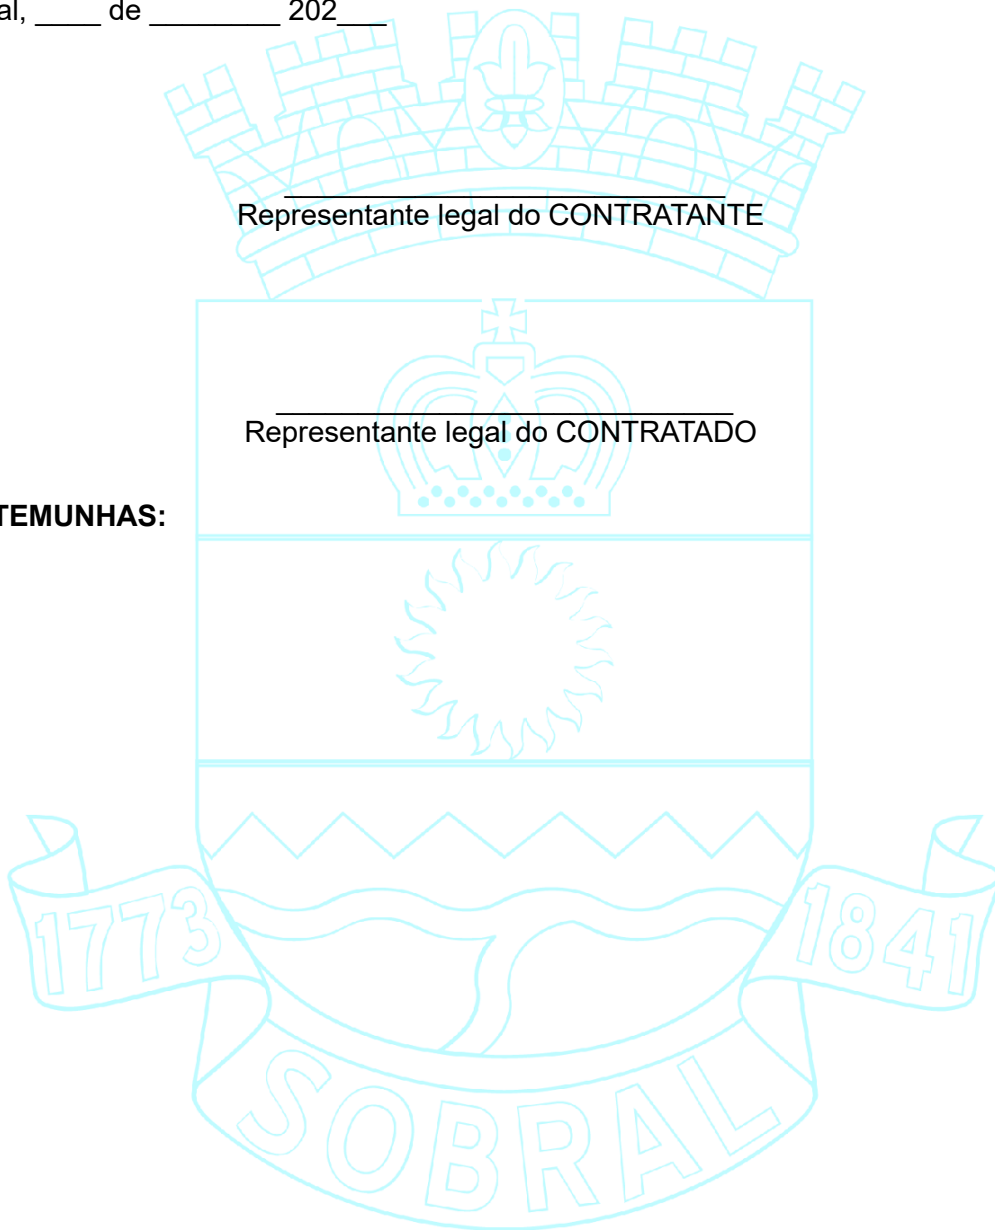 al, ____ de ________ 202___
Representante legal do CONTRATANTE
Representante legal do CONTRATADO
TEMUNHAS:
1773
1841
SOBRAL